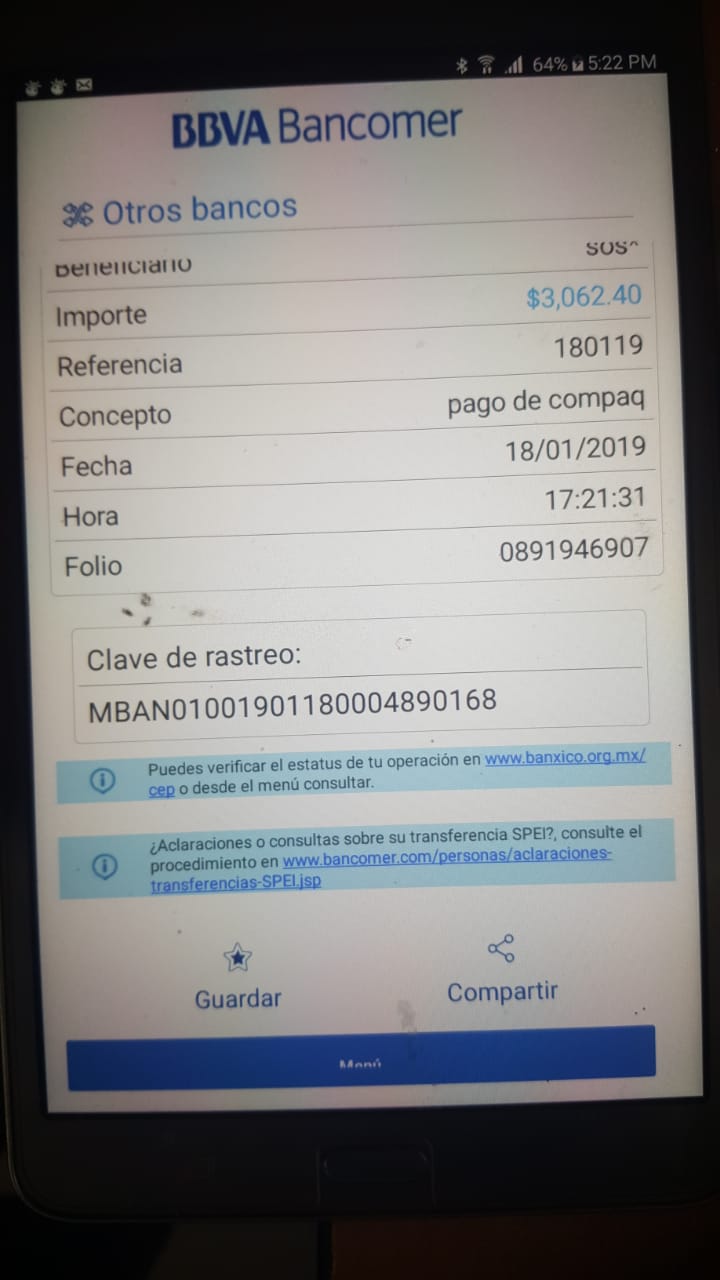 64% 5:22 PM
BBVA Bancomer
Otros bancos
Beneficiario
Importe $3,062.40
Referencia 180119
Concepto pago de compaq
Fecha 18/01/2019
Hora 17:21:31
Folio 0891946907
Clave de rastreo:
MBAN01001901180004890168
Puedes verificar el estatus de tu operación en www.banxico.org.mx/
cep o desde el menú consultar.
¿Aclaraciones o consultas sobre su transferencia SPEI?, consulte el
procedimiento en www.bancomer.com/personas/aclaraciones-
transferencias-SPEI.jsp
Guardar Compartir
Menú